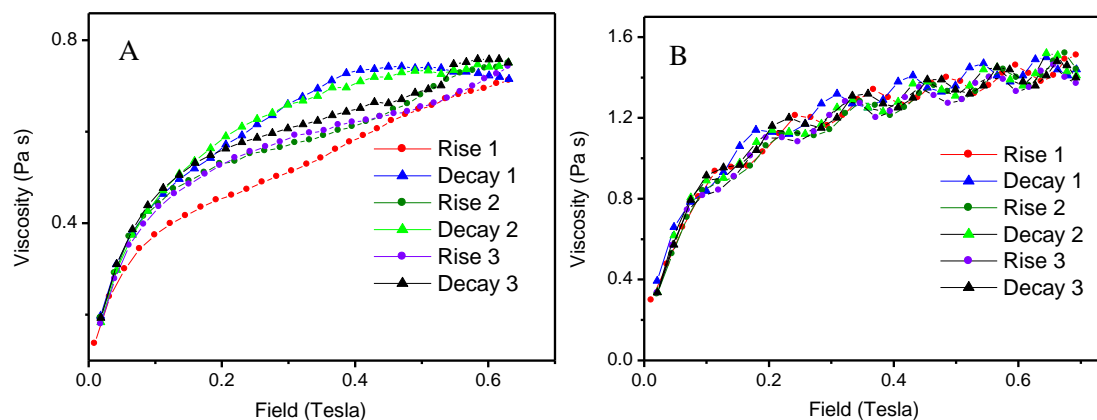 A
0.8
0.4
Viscosity (Pa s)
Rise 1
Decay 1
Rise 2
Decay 2
Rise 3
Decay 3
0.0
0.2
0.4
0.6
Field (Tesla)
B
1.6
1.2
0.8
0.4
0.0
Viscosity (Pa s)
Rise 1
Decay 1
Rise 2
Decay 2
Rise 3
Decay 3
0.0
0.2
0.4
0.6
Field (Tesla)